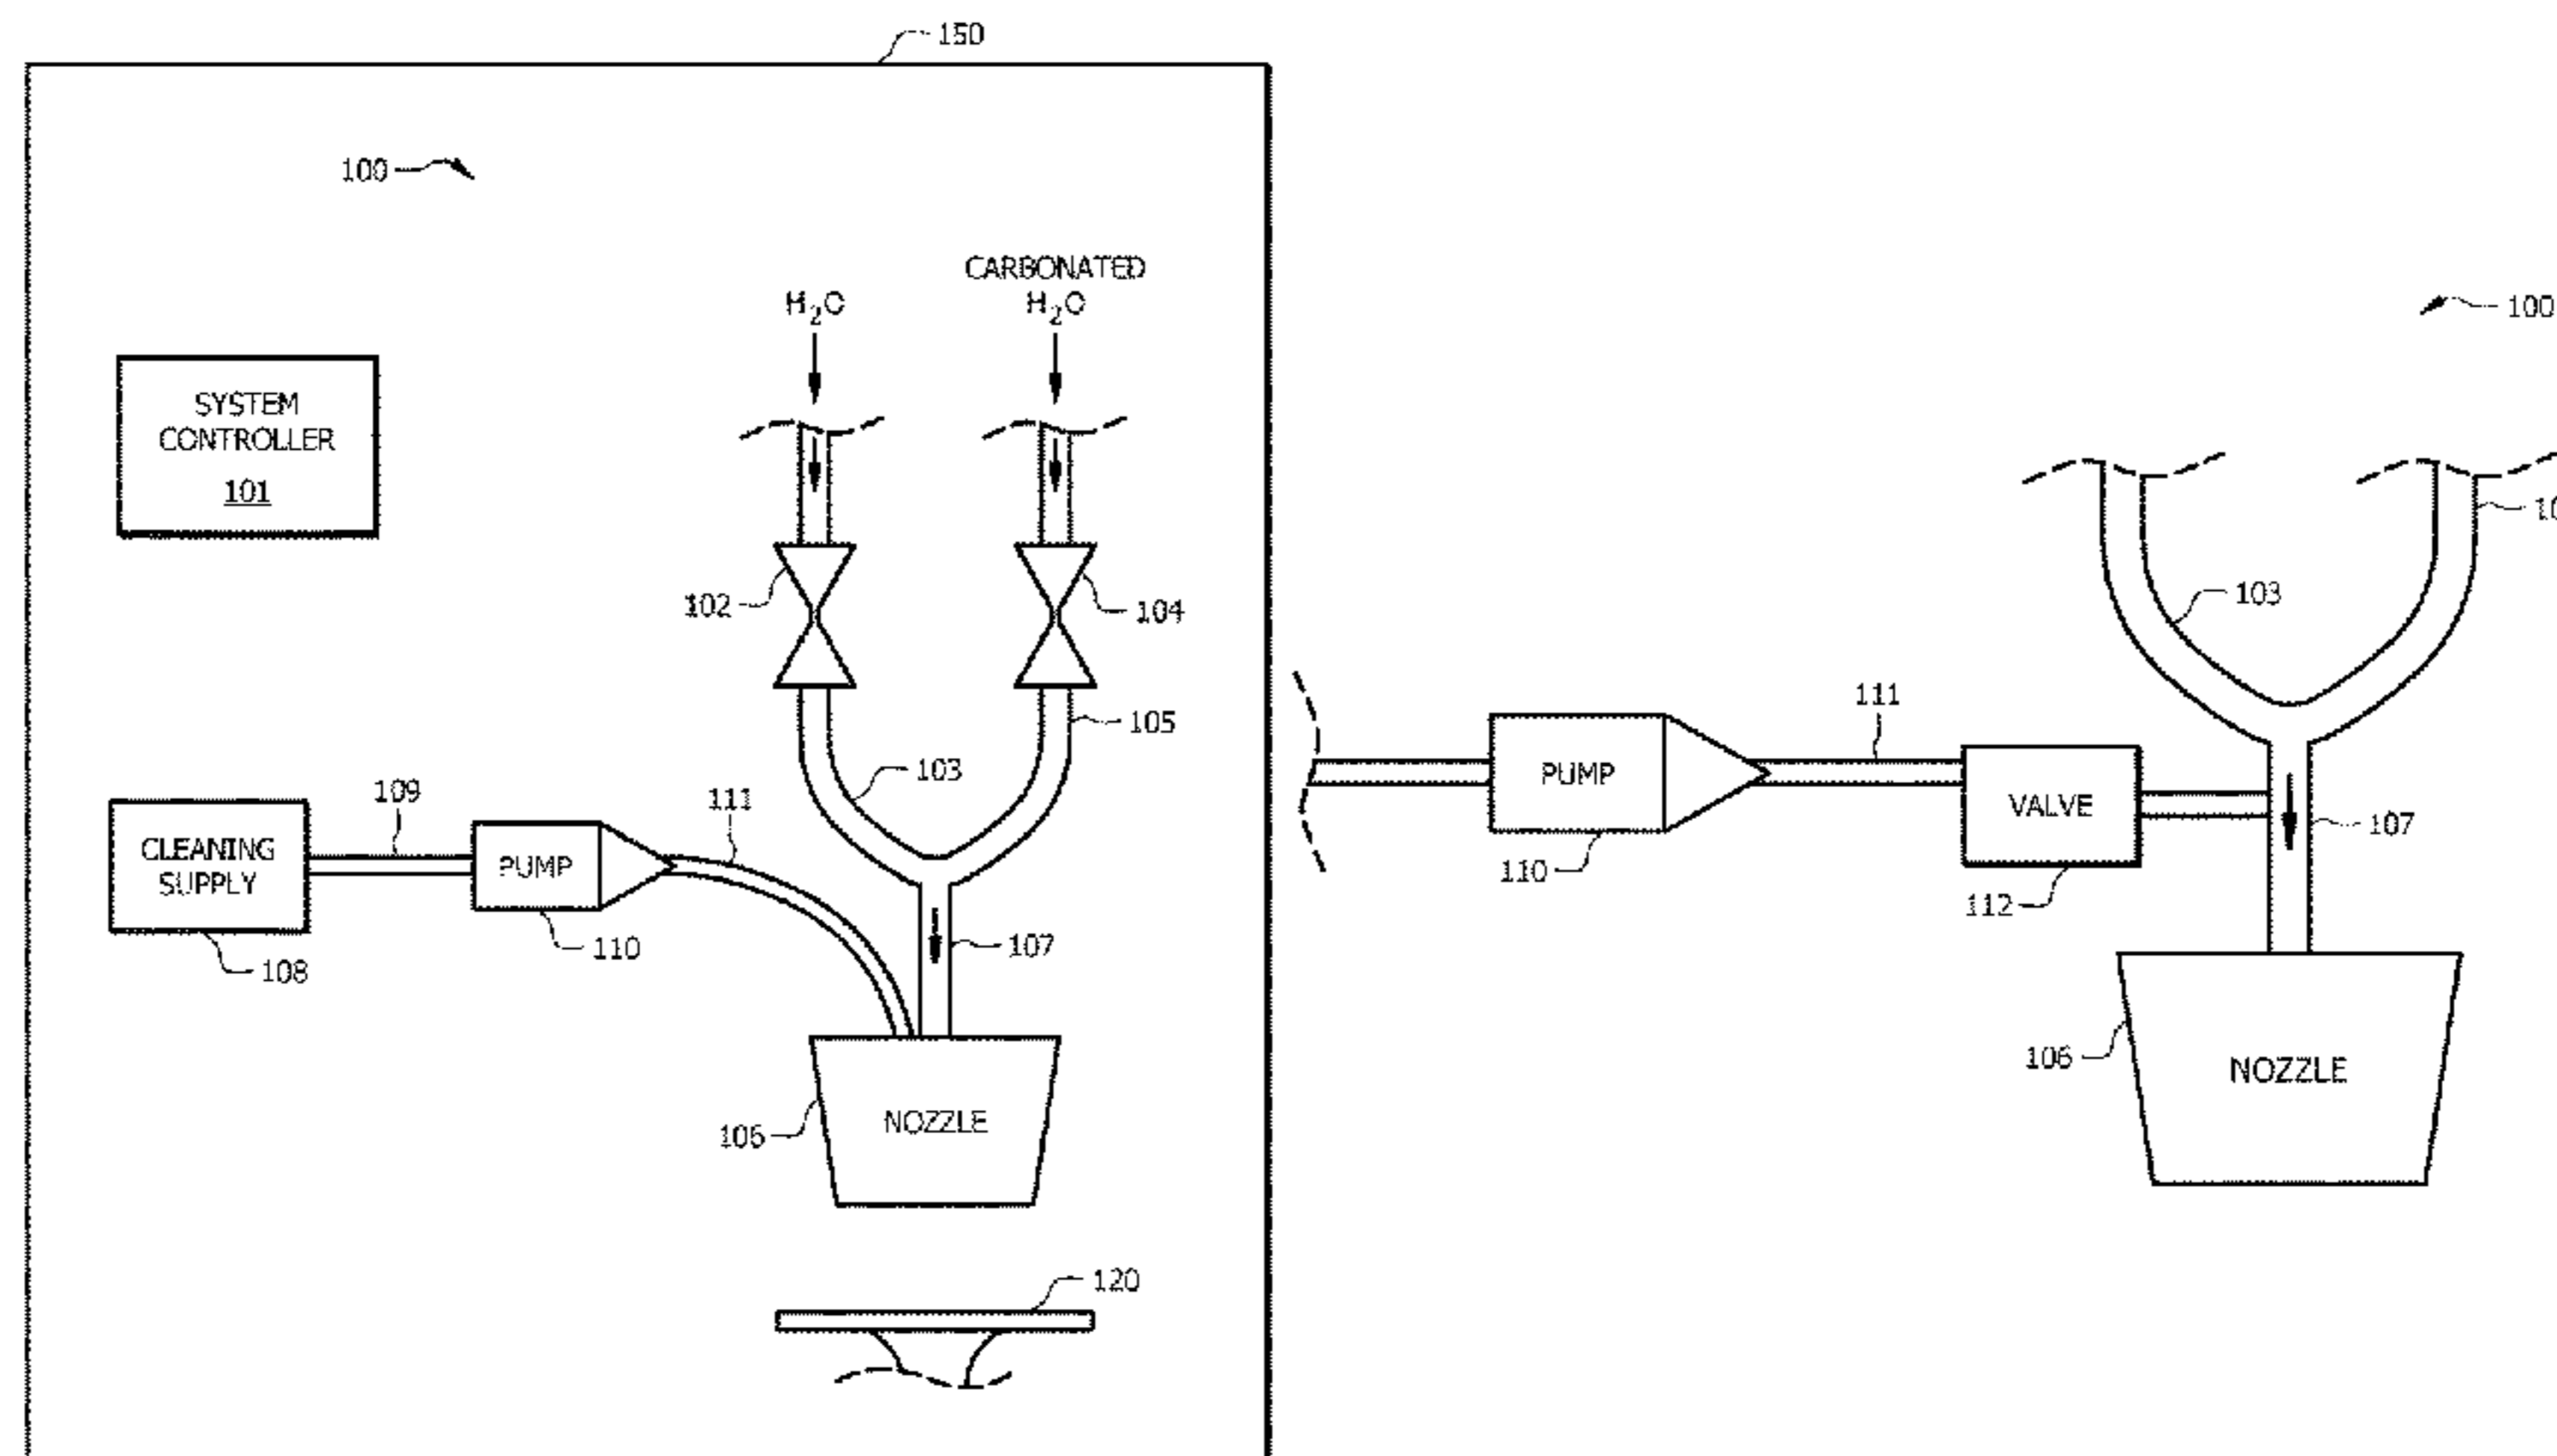 150
100
CARBONATED
H₂O
H₂O
SYSTEM
CONTROLLER
101
102
104
105
103
109
111
CLEANING
SUPPLY
PUMP
108
110
107
106
NOZZLE
120
100
103
111
PUMP
VALVE
110
112
107
106
NOZZLE